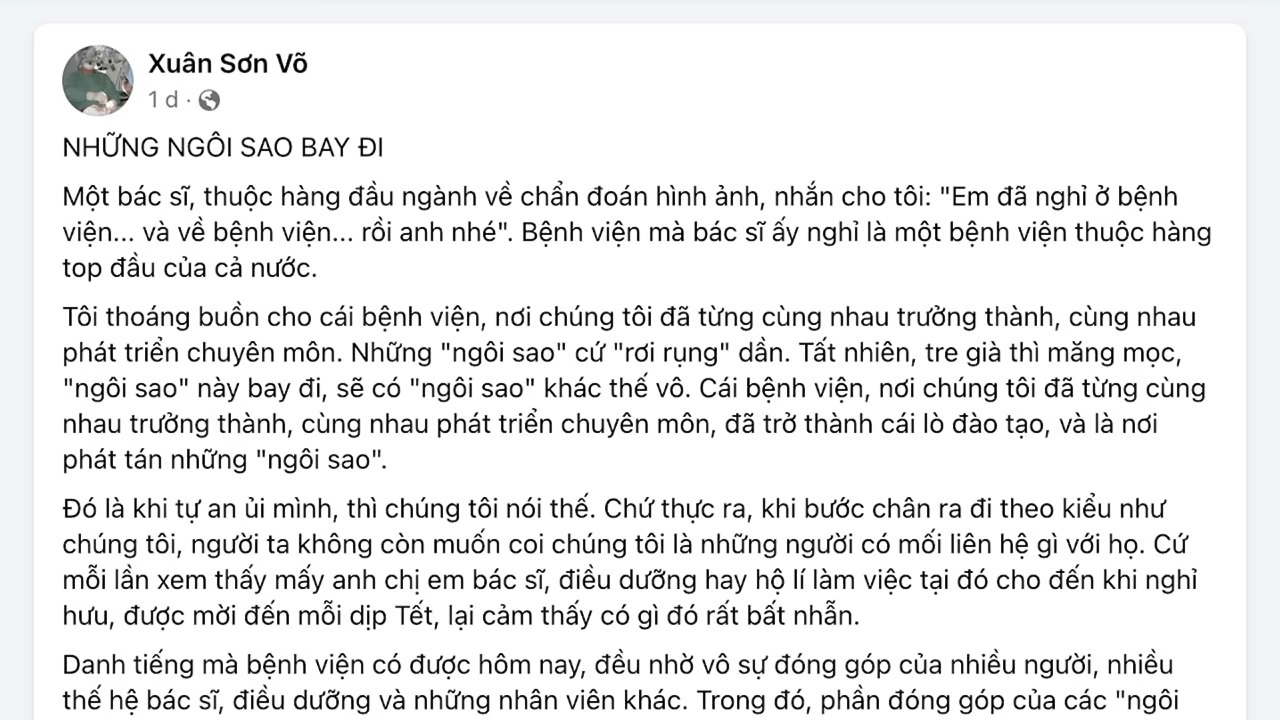 Xuân Sơn Võ
1 d ·
NHỮNG NGÔI SAO BAY ĐI
Một bác sĩ, thuộc hàng đầu ngành về chẩn đoán hình ảnh, nhắn cho tôi: "Em đã nghỉ ở bệnh
viện... và về bệnh viện... rồi anh nhé". Bệnh viện mà bác sĩ ấy nghỉ là một bệnh viện thuộc hàng
top đầu của cả nước.
Tôi thoáng buồn cho cái bệnh viện, nơi chúng tôi đã từng cùng nhau trưởng thành, cùng nhau
phát triển chuyên môn. Những "ngôi sao" cứ "rơi rụng" dần. Tất nhiên, tre già thì măng mọc,
"ngôi sao" này bay đi, sẽ có "ngôi sao" khác thế vô. Cái bệnh viện, nơi chúng tôi đã từng cùng
nhau trưởng thành, cùng nhau phát triển chuyên môn, đã trở thành cái lò đào tạo, và là nơi
phát tán những "ngôi sao".
Đó là khi tự an ủi mình, thì chúng tôi nói thế. Chứ thực ra, khi bước chân ra đi theo kiểu như
chúng tôi, người ta không còn muốn coi chúng tôi là những người có mối liên hệ gì với họ. Cứ
mỗi lần xem thấy mấy anh chị em bác sĩ, điều dưỡng hay hộ lí làm việc tại đó cho đến khi nghỉ
hưu, được mời đến mỗi dịp Tết, lại cảm thấy có gì đó rất bất nhẫn.
Danh tiếng mà bệnh viện có được hôm nay, đều nhờ vô sự đóng góp của nhiều người, nhiều
thế hệ bác sĩ, điều dưỡng và những nhân viên khác. Trong đó, phần đóng góp của các "ngôi